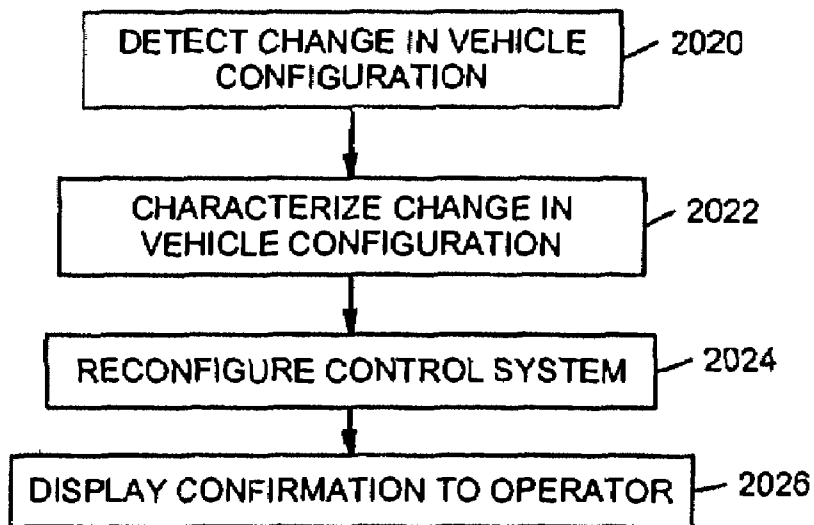 DETECT CHANGE IN VEHICLE
CONFIGURATION
2020
CHARACTERIZE CHANGE IN
VEHICLE CONFIGURATION
2022
RECONFIGURE CONTROL SYSTEM
2024
DISPLAY CONFIRMATION TO OPERATOR
2026